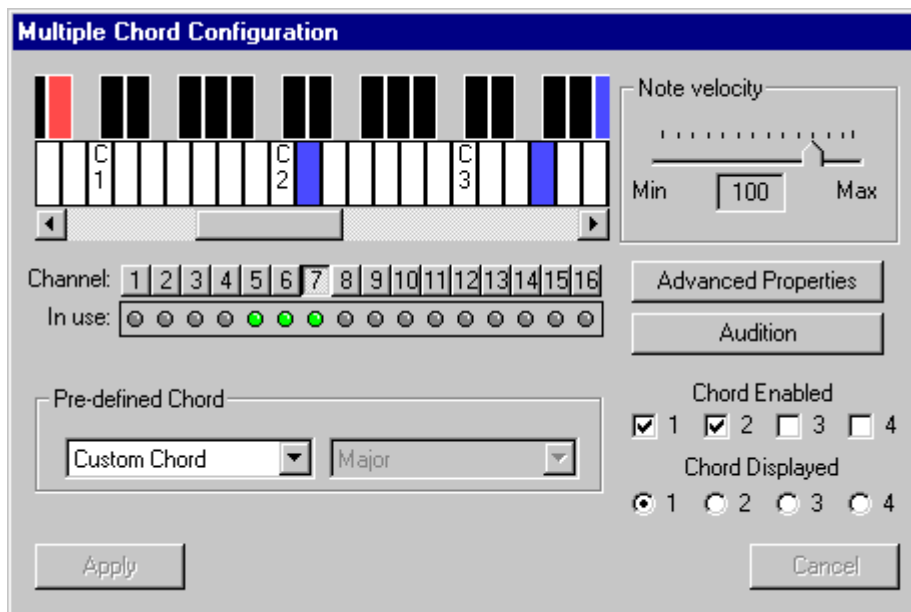 Multiple Chord Configuration
C 1
C 2
C 3
Note velocity
Min 100 Max
Channel: 1 2 3 4 5 6 7 8 9 10 11 12 13 14 15 16
In use:
Advanced Properties
Audition
Pre-defined Chord
Custom Chord Major
Chord Enabled
1 2 3 4
Chord Displayed
1 2 3 4
Apply Cancel